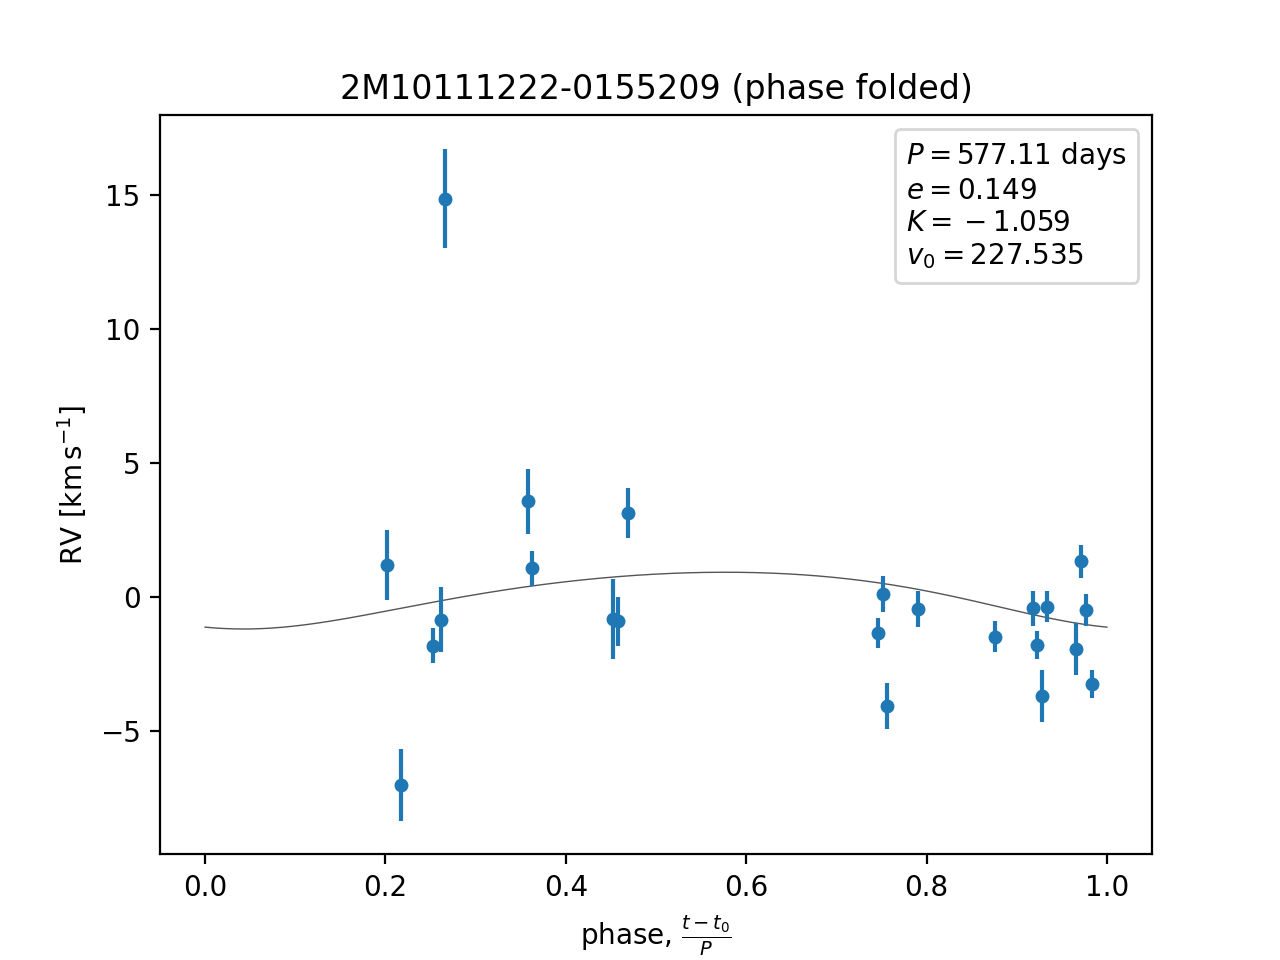 2M10111222-0155209 (phase folded)
P = 577.11 days
e = 0.149
K = −1.059
v₀ = 227.535
15
10
5
0
−5
RV [km s⁻¹]
0.0 0.2 0.4 0.6 0.8 1.0
phase, (t − t₀)/P